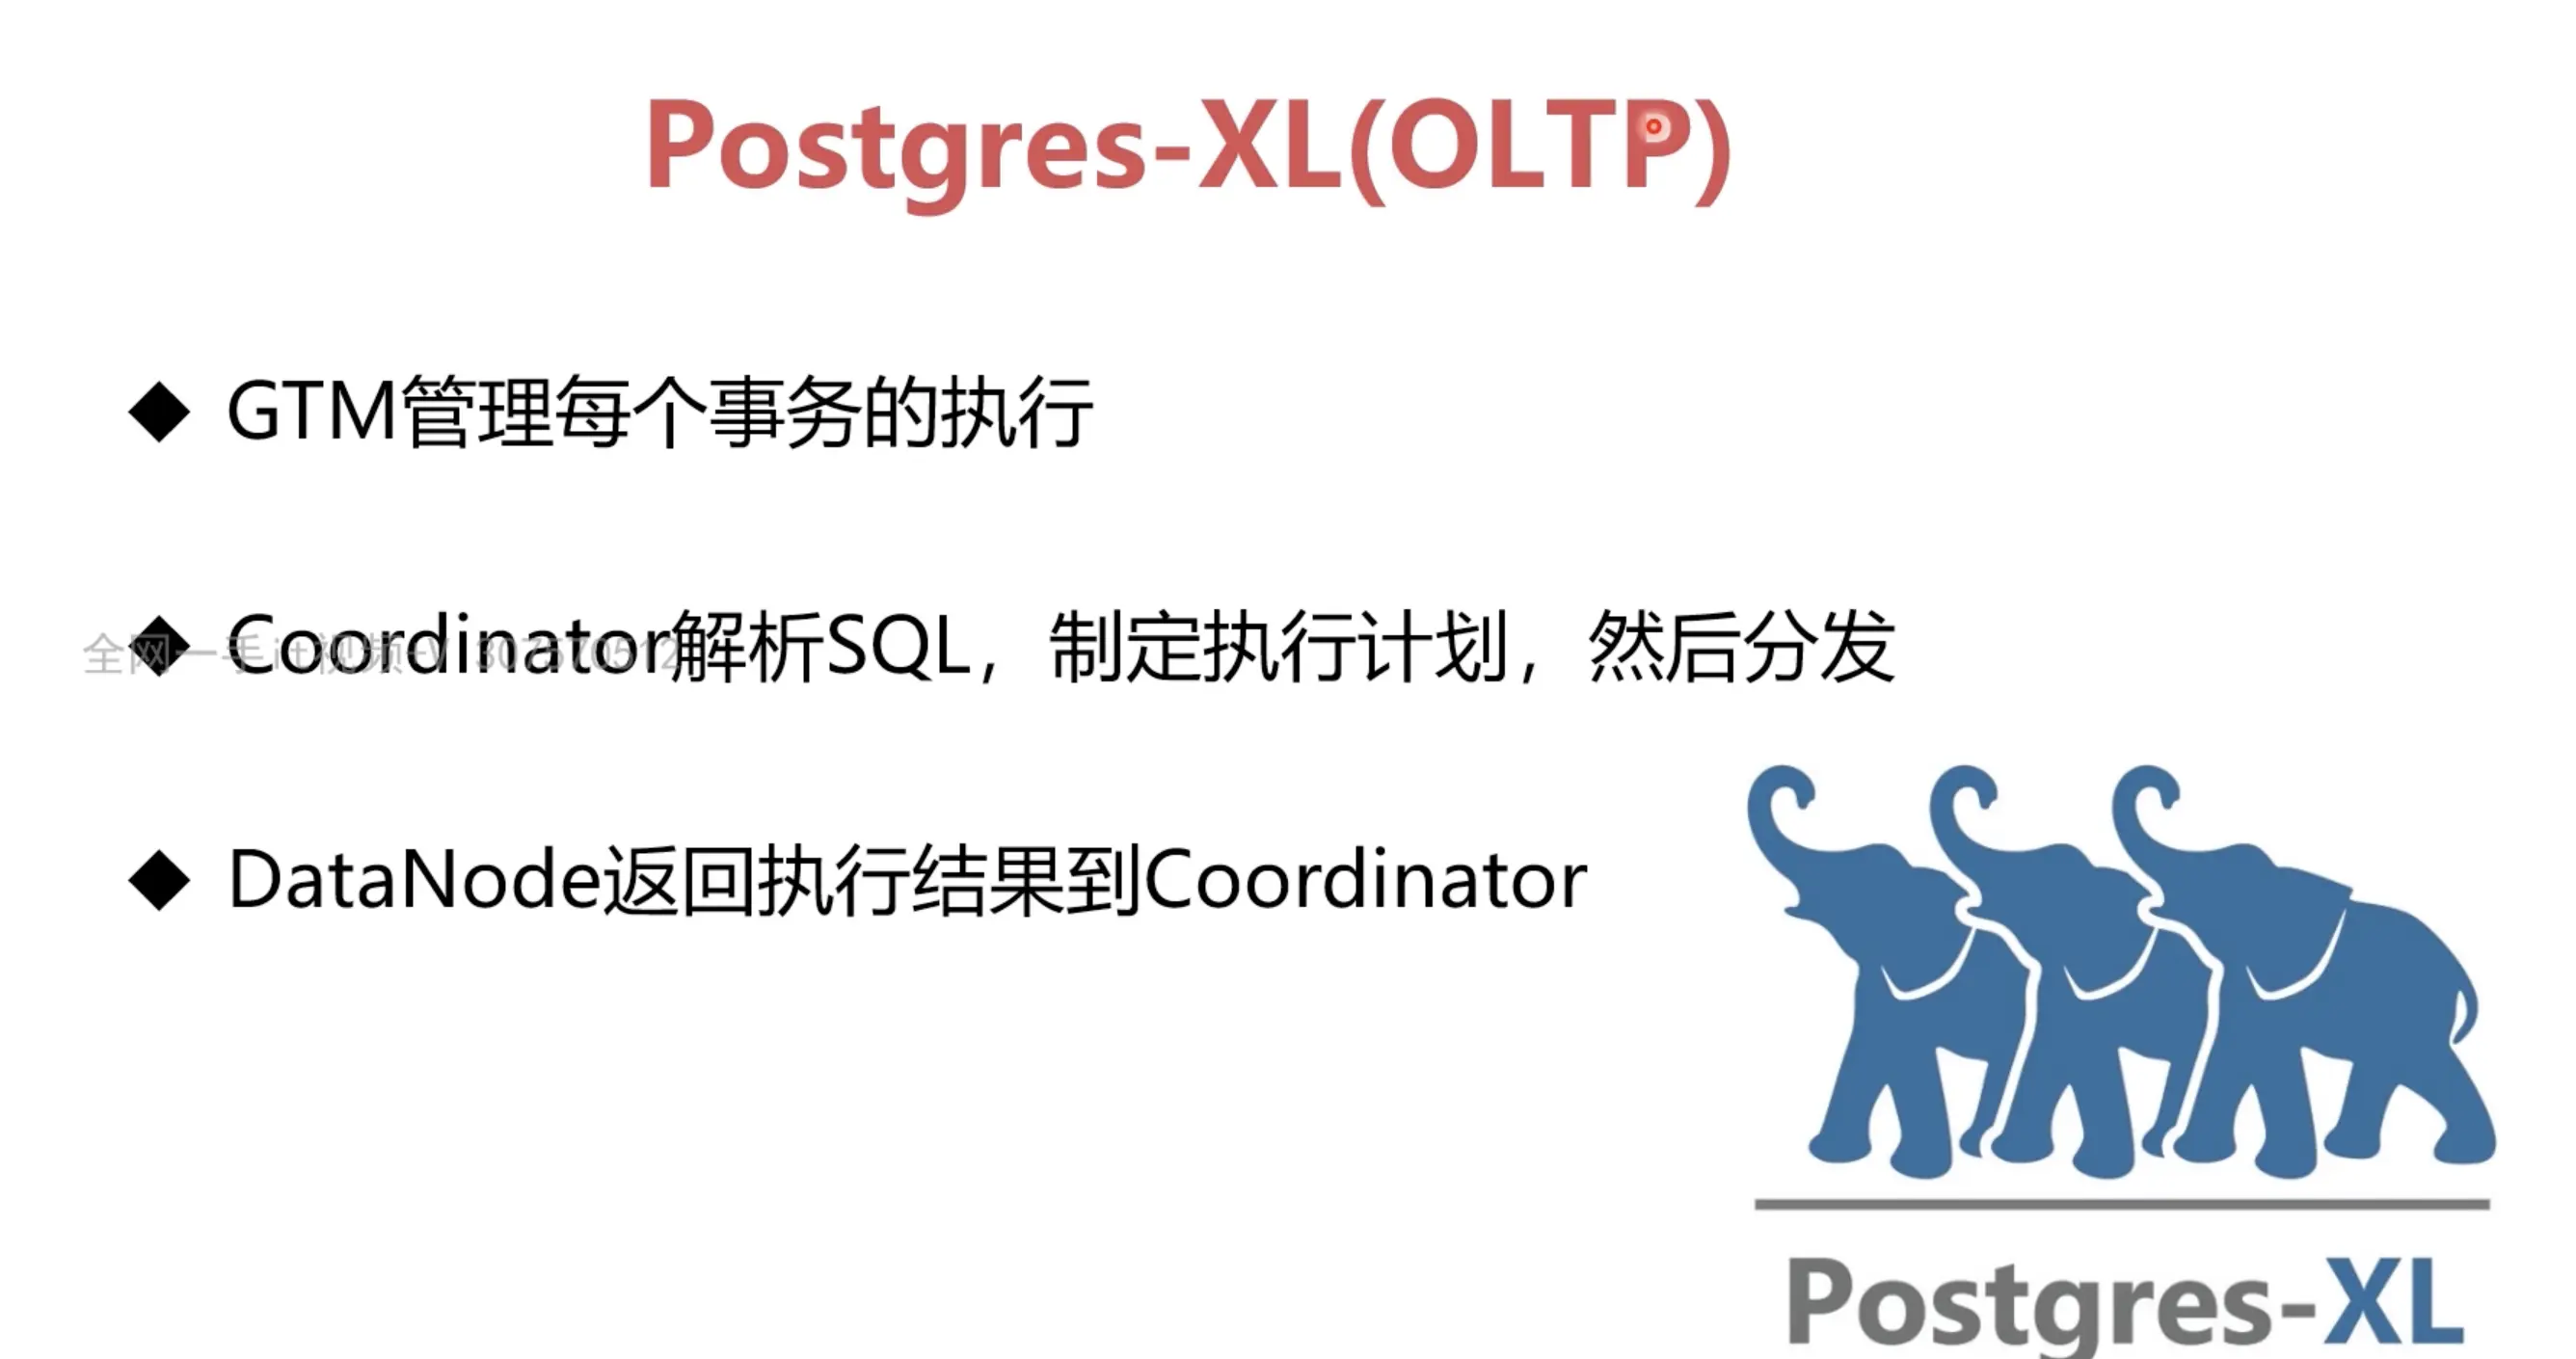 Postgres-XL(OLTP)
◆ GTM管理每个事务的执行
◆ Coordinator解析SQL，制定执行计划，然后分发
全网一手it视频+V 307570512
◆ DataNode返回执行结果到Coordinator
Postgres-XL